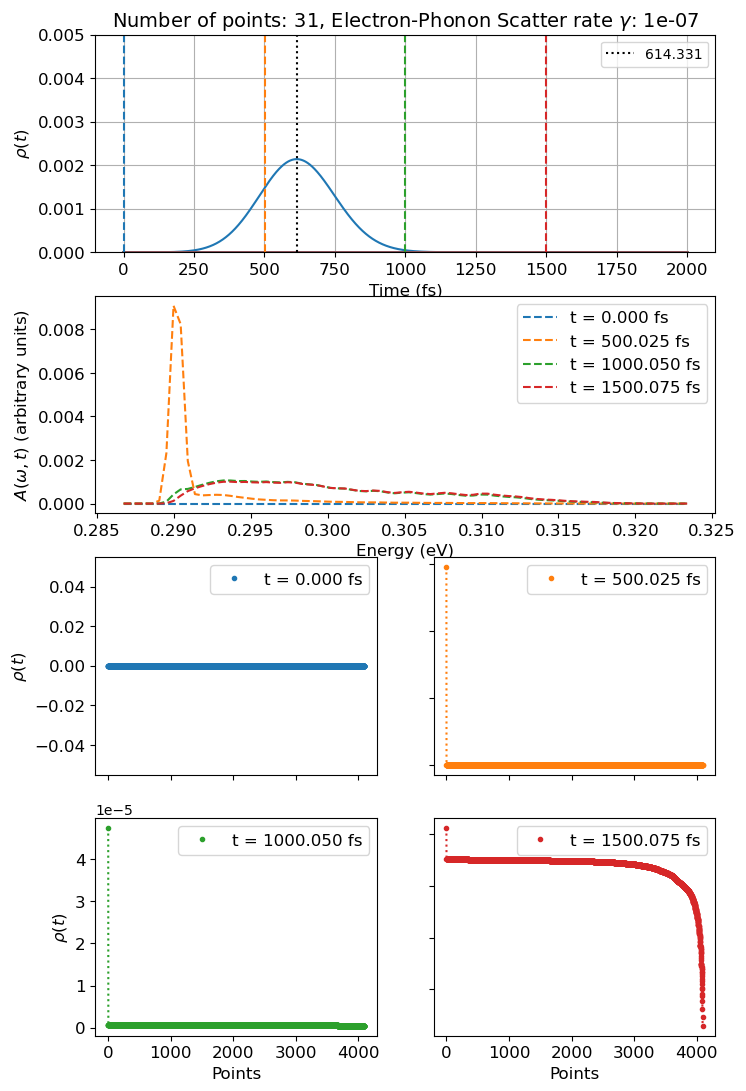 Number of points: 31, Electron-Phonon Scatter rate γ: 1e-07
0.005
0.004
0.003
0.002
0.001
0.000
ρ(t)
614.331
0 250 500 750 1000 1250 1500 1750 2000
Time (fs)
0.008
0.006
0.004
0.002
0.000
A(ω, t) (arbitrary units)
t = 0.000 fs
t = 500.025 fs
t = 1000.050 fs
t = 1500.075 fs
0.285 0.290 0.295 0.300 0.305 0.310 0.315 0.320 0.325
Energy (eV)
0.04
0.02
0.00
−0.02
−0.04
ρ(t)
t = 0.000 fs
t = 500.025 fs
1e−5
4
3
2
1
0
ρ(t)
t = 1000.050 fs
0 1000 2000 3000 4000
Points
t = 1500.075 fs
0 1000 2000 3000 4000
Points